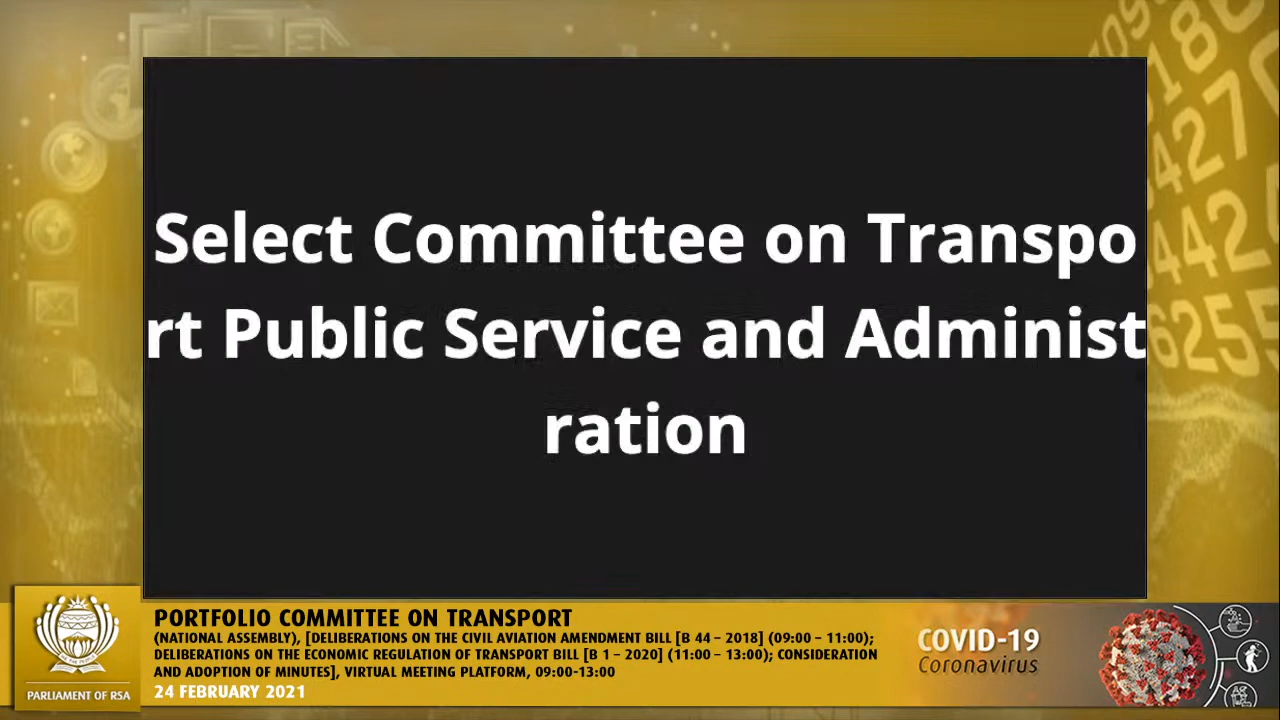 Select Committee on Transpo
rt Public Service and Administ
ration
PORTFOLIO COMMITTEE ON TRANSPORT
(NATIONAL ASSEMBLY), [DELIBERATIONS ON THE CIVIL AVIATION AMENDMENT BILL [B 44 – 2018] (09:00 – 11:00);
DELIBERATIONS ON THE ECONOMIC REGULATION OF TRANSPORT BILL [B 1 – 2020] (11:00 – 13:00); CONSIDERATION
AND ADOPTION OF MINUTES], VIRTUAL MEETING PLATFORM, 09:00-13:00
24 FEBRUARY 2021
PARLIAMENT OF RSA
COVID-19
Coronavirus